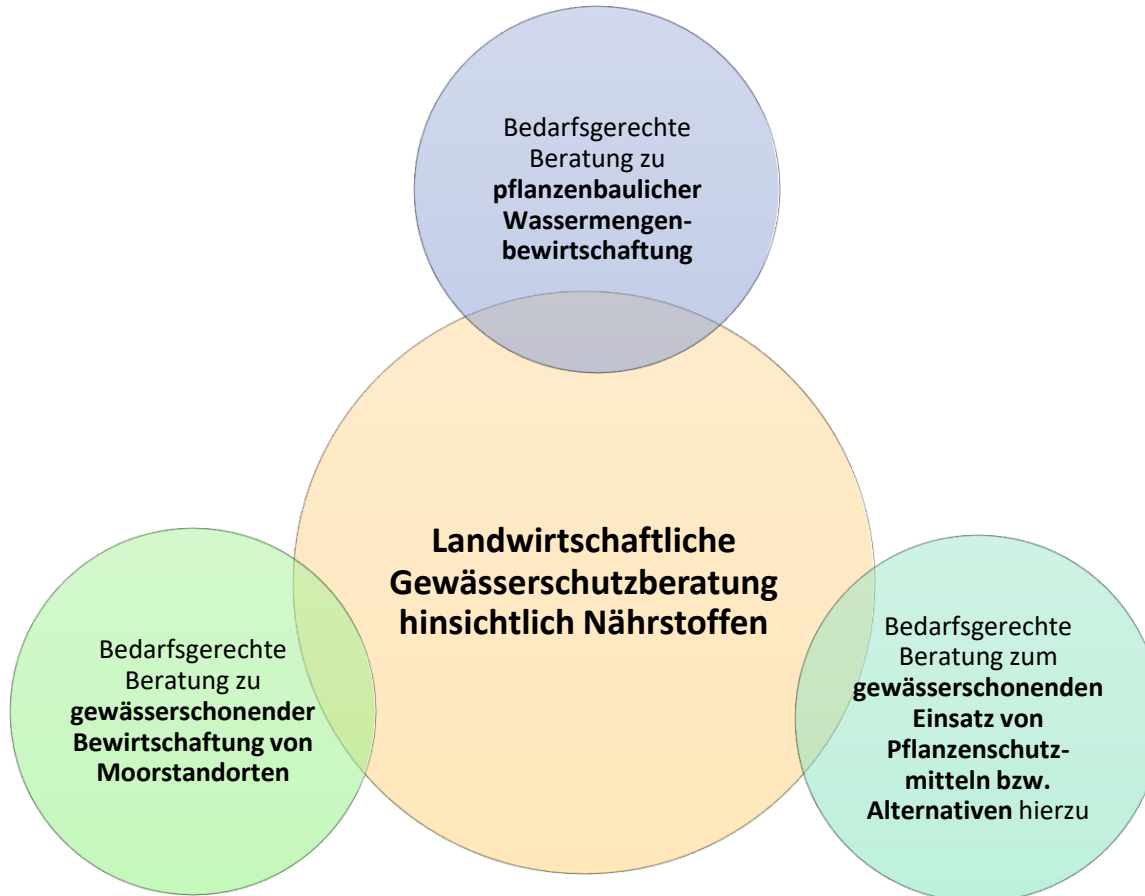 Bedarfsgerechte
Beratung zu
pflanzenbaulicher
Wassermengen-
bewirtschaftung
Landwirtschaftliche
Gewässerschutzberatung
hinsichtlich Nährstoffen
Bedarfsgerechte
Beratung zu
gewässerschonender
Bewirtschaftung von
Moorstandorten
Bedarfsgerechte
Beratung zum
gewässerschonenden
Einsatz von
Pflanzenschutz-
mitteln bzw.
Alternativen hierzu